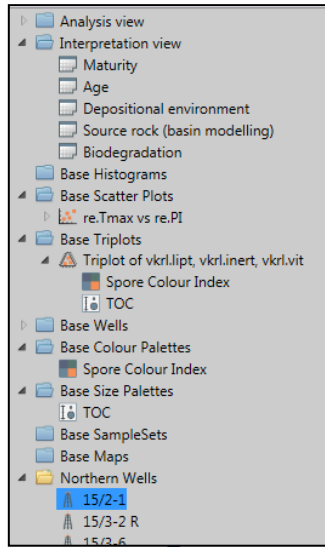 Analysis view
Interpretation view
Maturity
Age
Depositional environment
Source rock (basin modelling)
Biodegradation
Base Histograms
Base Scatter Plots
re.Tmax vs re.PI
Base Triplots
Triplot of vkrl.lipt, vkrl.inert, vkrl.vit
Spore Colour Index
TOC
Base Wells
Base Colour Palettes
Spore Colour Index
Base Size Palettes
TOC
Base SampleSets
Base Maps
Northern Wells
15/2-1
15/3-2 R
15/3-6